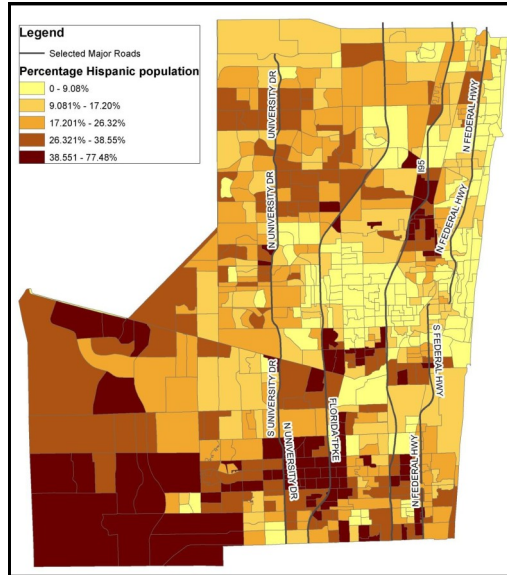 Legend
Selected Major Roads
Percentage Hispanic population
0 - 9.08%
9.081% - 17.20%
17.201% - 26.32%
26.321% - 38.55%
38.551 - 77.48%
UNIVERSITY DR
N FEDERAL HWY
I95
N UNIVERSITY DR
N FEDERAL HWY
S FEDERAL HWY
S UNIVERSITY DR
FLORIDA TPKE
N UNIVERSITY DR
N FEDERAL HWY